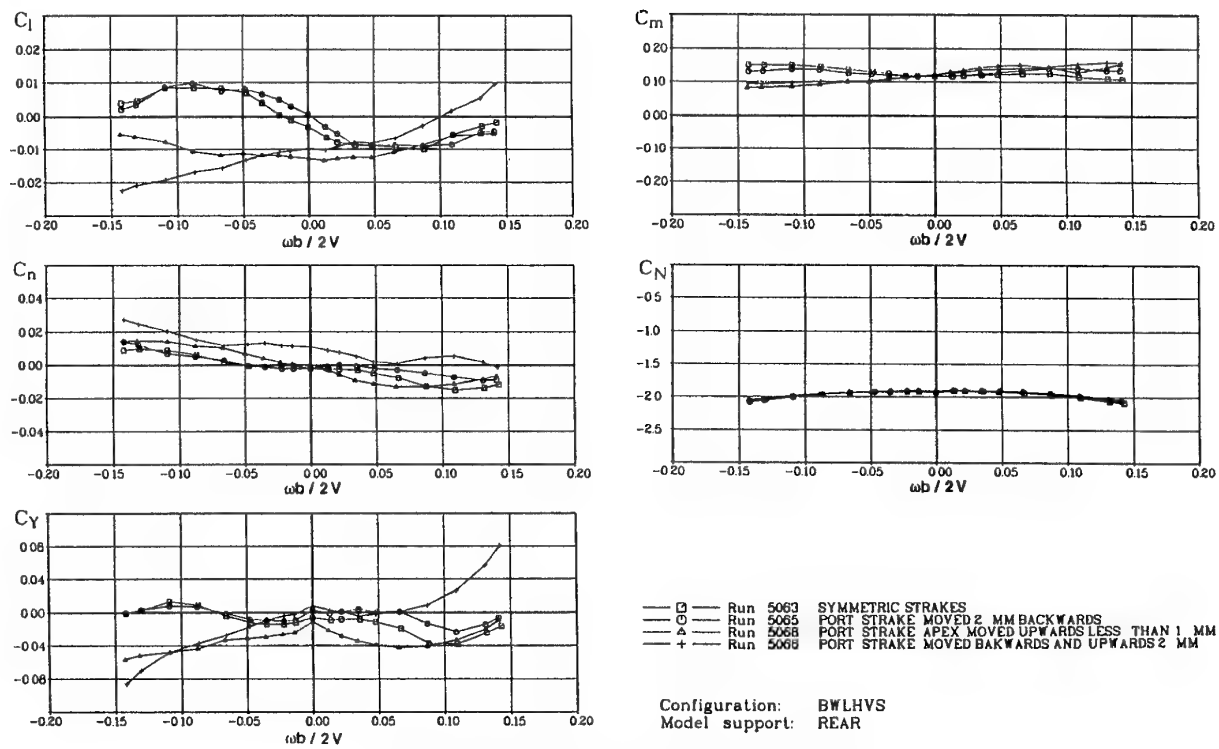 C_l
0.02
0.01
0.00
-0.01
-0.02
-0.20 -0.15 -0.10 -0.05 0.00 0.05 0.10 0.15 0.20
ωb / 2V
C_m
0.20
0.10
0.00
-0.10
-0.20
-0.20 -0.15 -0.10 -0.05 0.00 0.05 0.10 0.15 0.20
ωb / 2V
C_n
0.04
0.02
0.00
-0.02
-0.04
-0.20 -0.15 -0.10 -0.05 0.00 0.05 0.10 0.15 0.20
ωb / 2V
C_N
-0.5
-1.0
-1.5
-2.0
-2.5
-0.20 -0.15 -0.10 -0.05 0.00 0.05 0.10 0.15 0.20
ωb / 2V
C_Y
0.08
0.04
0.00
-0.04
-0.08
-0.20 -0.15 -0.10 -0.05 0.00 0.05 0.10 0.15 0.20
ωb / 2V
Run 5063 SYMMETRIC STRAKES
Run 5065 PORT STRAKE MOVED 2 MM BACKWARDS
Run 5068 PORT STRAKE APEX MOVED UPWARDS LESS THAN 1 MM
Run 5066 PORT STRAKE MOVED BAKWARDS AND UPWARDS 2 MM
Configuration: BWLHVS
Model support: REAR